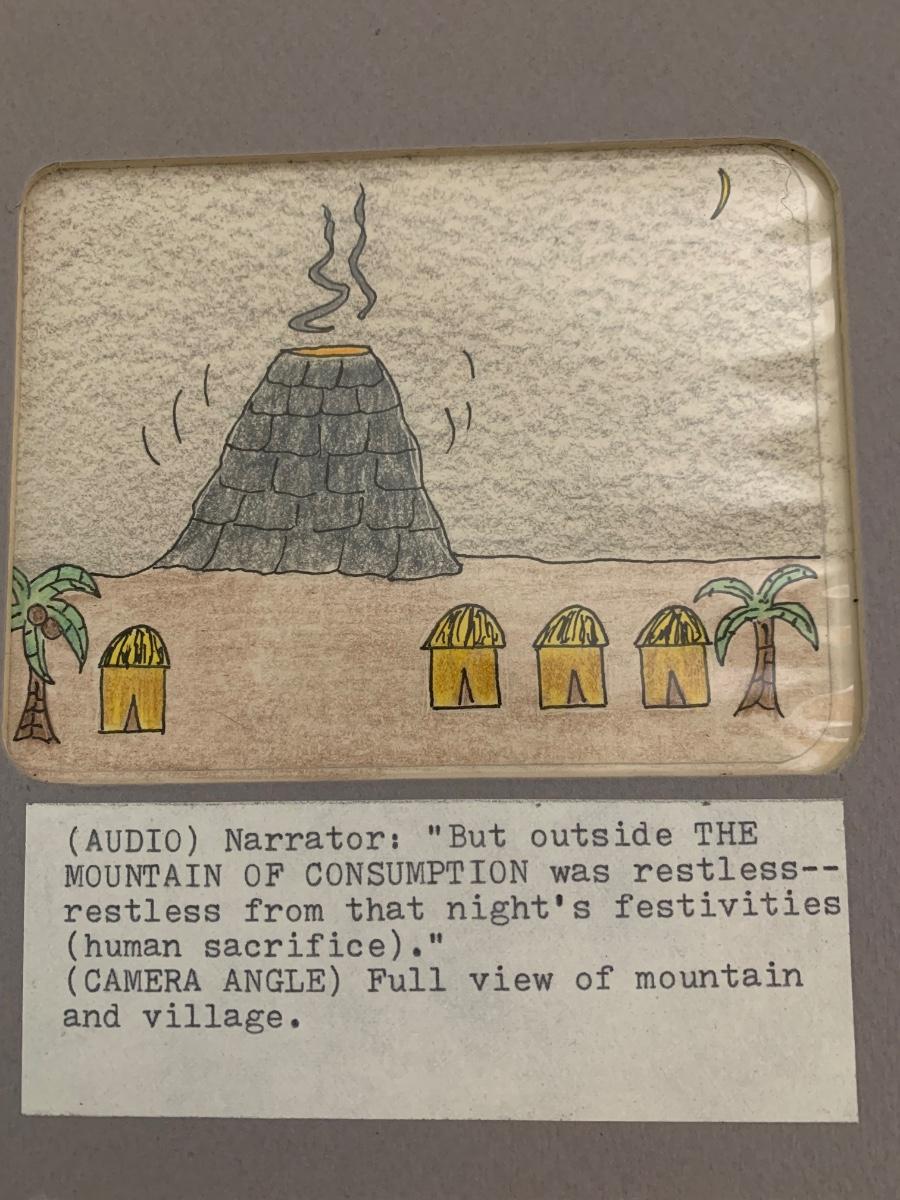 (AUDIO) Narrator: "But outside THE
MOUNTAIN OF CONSUMPTION was restless--
restless from that night's festivities
(human sacrifice)."
(CAMERA ANGLE) Full view of mountain
and village.